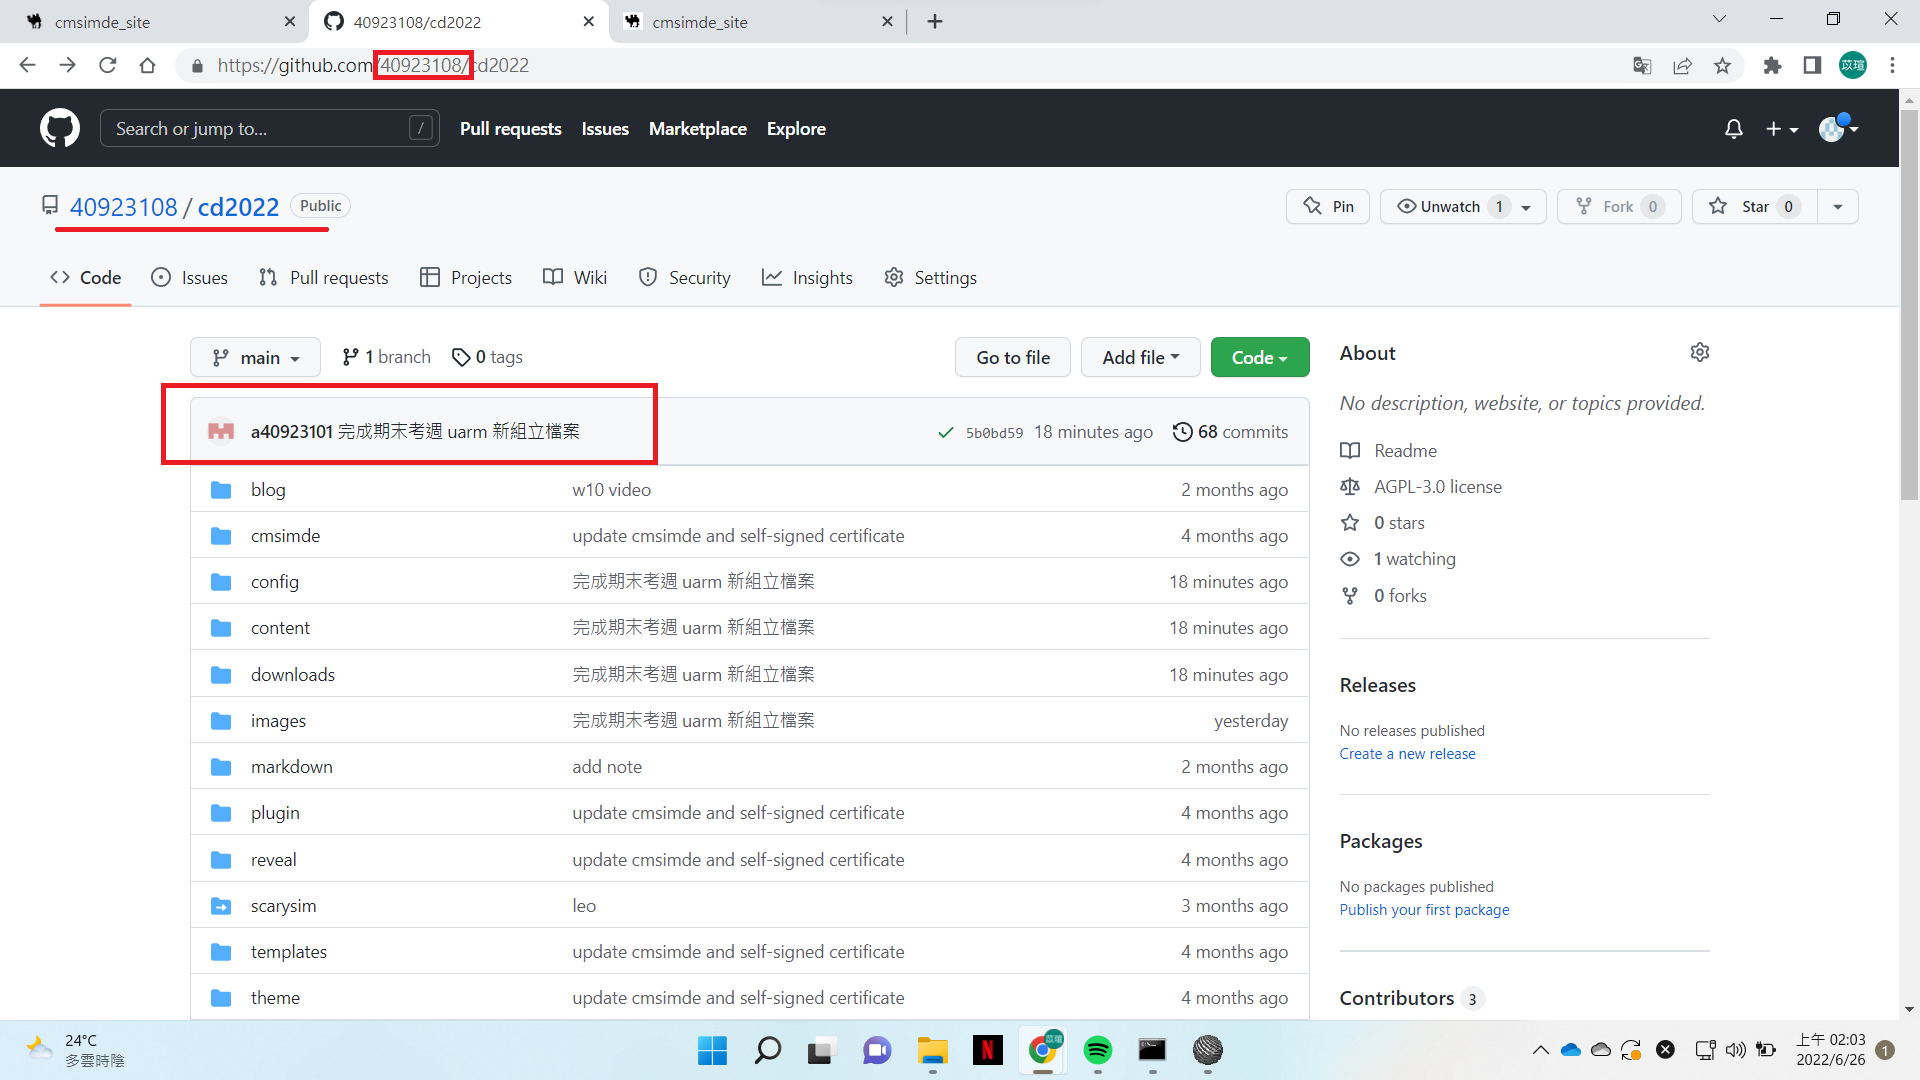 cmsimde_site
40923108/cd2022
cmsimde_site
https://github.com/40923108/cd2022
苡瑄
Search or jump to...
/
Pull requests
Issues
Marketplace
Explore
40923108 / cd2022
Public
Pin
Unwatch 1
Fork 0
Star 0
Code
Issues
Pull requests
Projects
Wiki
Security
Insights
Settings
main
1 branch
0 tags
Go to file
Add file
Code
a40923101 完成期末考週 uarm 新組立檔案
5b0bd59 18 minutes ago
68 commits
blog
w10 video
2 months ago
cmsimde
update cmsimde and self-signed certificate
4 months ago
config
完成期末考週 uarm 新組立檔案
18 minutes ago
content
完成期末考週 uarm 新組立檔案
18 minutes ago
downloads
完成期末考週 uarm 新組立檔案
18 minutes ago
images
完成期末考週 uarm 新組立檔案
yesterday
markdown
add note
2 months ago
plugin
update cmsimde and self-signed certificate
4 months ago
reveal
update cmsimde and self-signed certificate
4 months ago
scarysim
leo
3 months ago
templates
update cmsimde and self-signed certificate
4 months ago
theme
update cmsimde and self-signed certificate
4 months ago
About
No description, website, or topics provided.
Readme
AGPL-3.0 license
0 stars
1 watching
0 forks
Releases
No releases published
Create a new release
Packages
No packages published
Publish your first package
Contributors 3
24°C
多雲時陰
N
苡瑄
上午 02:03
2022/6/26
1